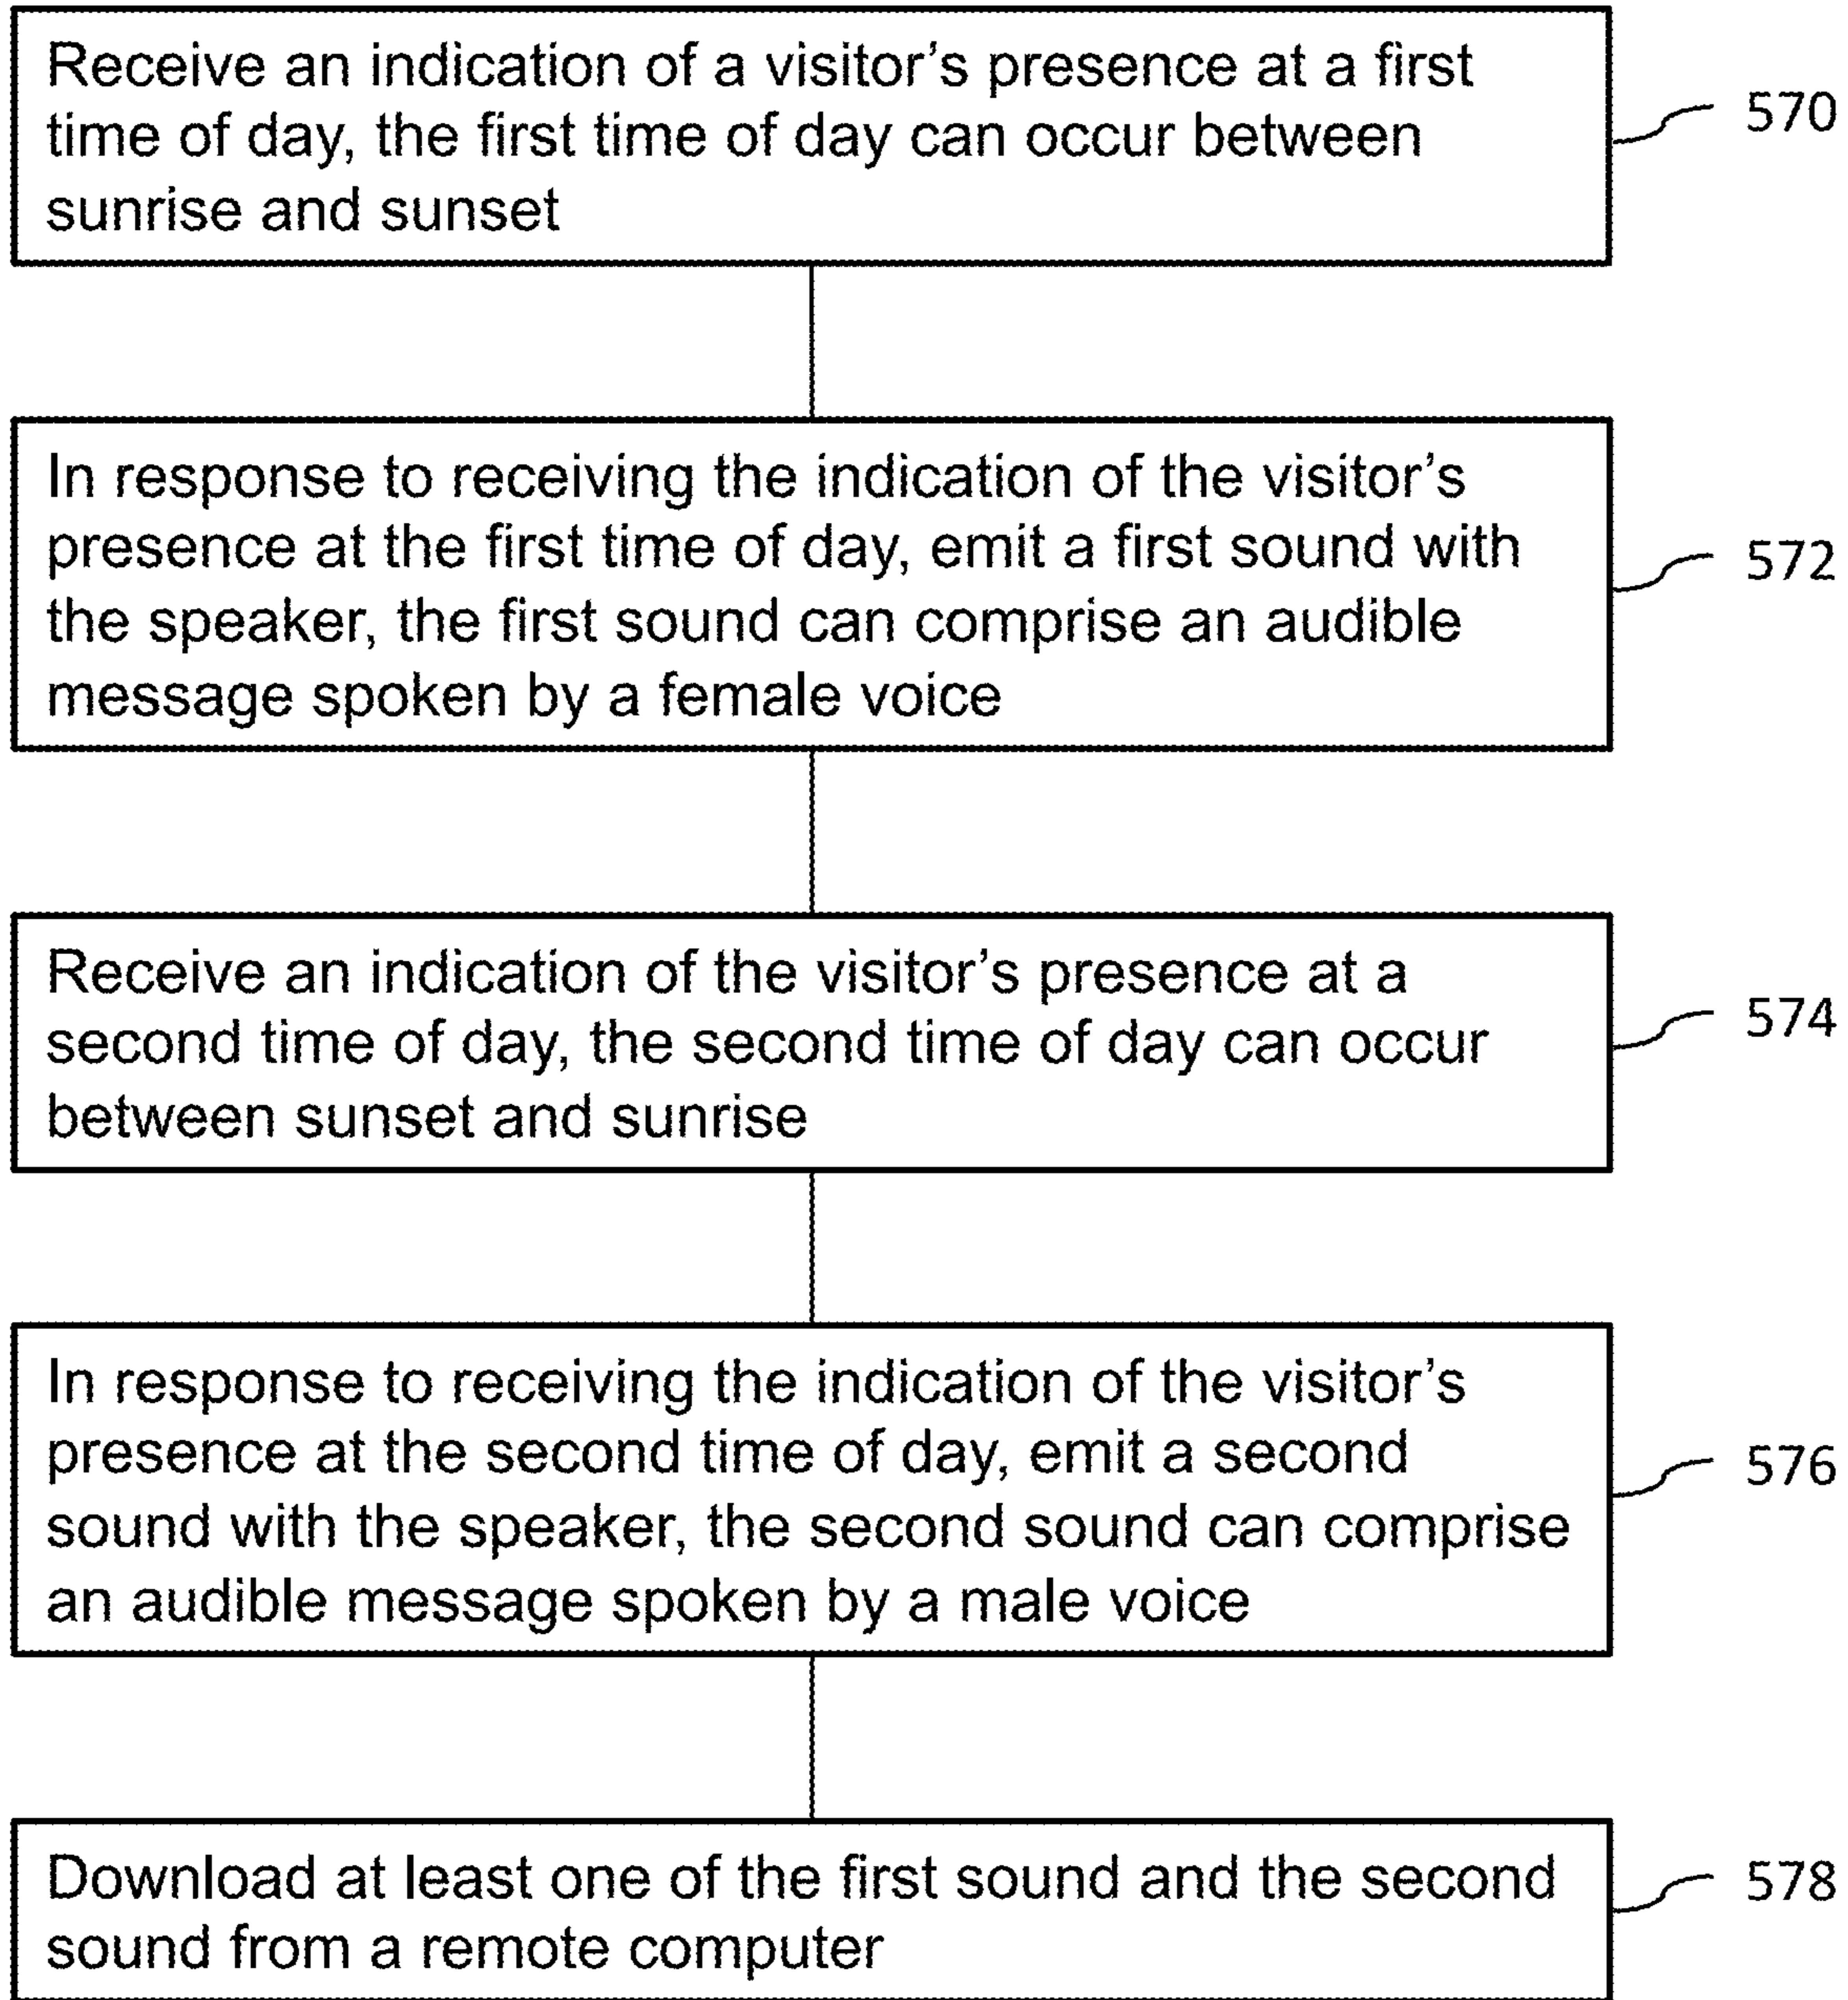 Receive an indication of a visitor’s presence at a first
time of day, the first time of day can occur between
sunrise and sunset
570
In response to receiving the indication of the visitor’s
presence at the first time of day, emit a first sound with
the speaker, the first sound can comprise an audible
message spoken by a female voice
572
Receive an indication of the visitor’s presence at a
second time of day, the second time of day can occur
between sunset and sunrise
574
In response to receiving the indication of the visitor’s
presence at the second time of day, emit a second
sound with the speaker, the second sound can comprise
an audible message spoken by a male voice
576
Download at least one of the first sound and the second
sound from a remote computer
578